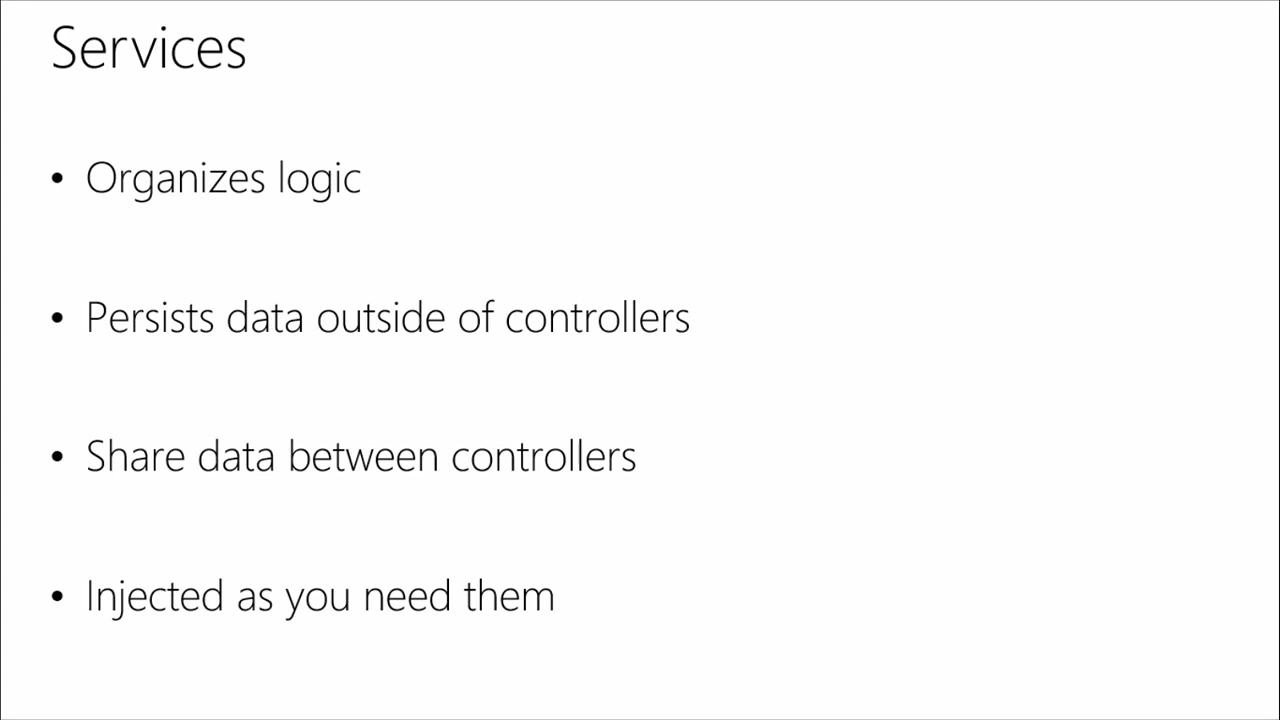 Services
• Organizes logic
• Persists data outside of controllers
• Share data between controllers
• Injected as you need them